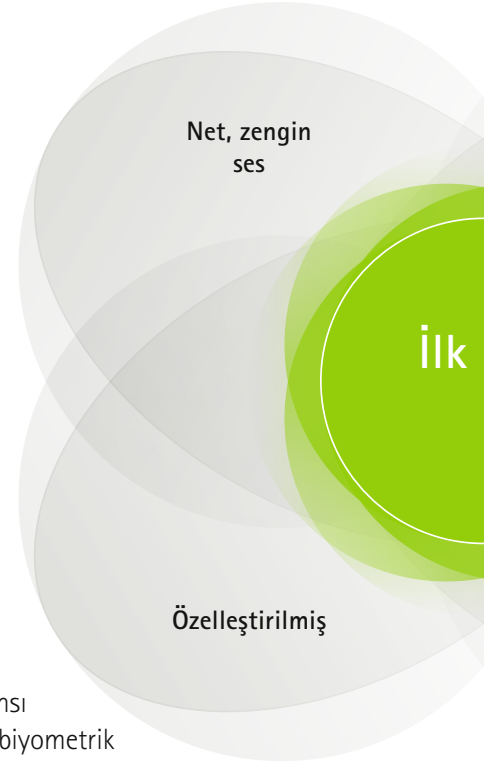 Net, zengin
ses
İlk
Özelleştirilmiş
biyometrik